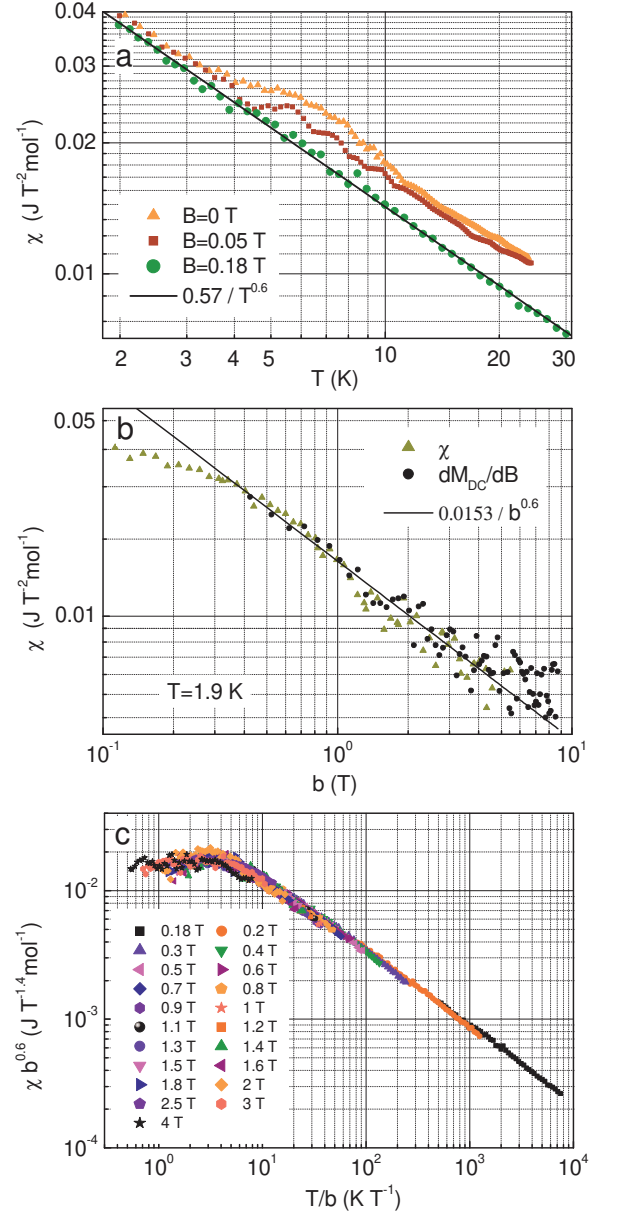 a
0.04
0.03
0.02
0.01
χ (J T⁻²mol⁻¹)
B=0 T
B=0.05 T
B=0.18 T
0.57 / T^0.6
2 3 4 5 10 20 30
T (K)
b
0.05
0.01
χ (J T⁻²mol⁻¹)
χ
dM_DC/dB
0.0153 / b^0.6
T=1.9 K
10⁻¹ 10⁰ 10¹
b (T)
c
10⁻²
10⁻³
10⁻⁴
χ b^0.6 (J T^-1.4 mol⁻¹)
0.18 T 0.2 T
0.3 T 0.4 T
0.5 T 0.6 T
0.7 T 0.8 T
0.9 T 1 T
1.1 T 1.2 T
1.3 T 1.4 T
1.5 T 1.6 T
1.8 T 2 T
2.5 T 3 T
4 T
10⁰ 10¹ 10² 10³ 10⁴
T/b (K T⁻¹)